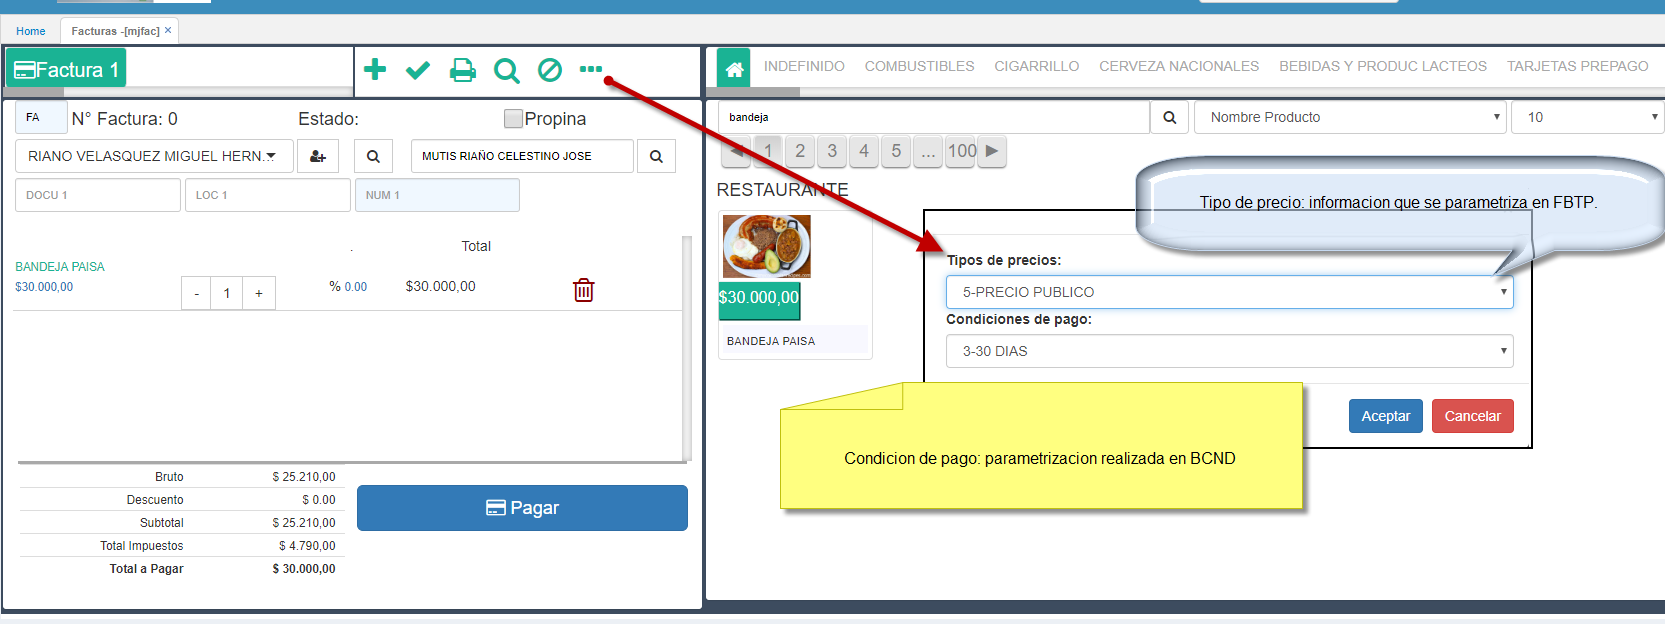 Home
Facturas -[mjfac] ×
Factura 1
INDEFINIDO COMBUSTIBLES CIGARRILLO CERVEZA NACIONALES BEBIDAS Y PRODUC LACTEOS TARJETAS PREPAGO
FA N° Factura: 0 Estado: Propina
RIANO VELASQUEZ MIGUEL HERN...
MUTIS RIAÑO CELESTINO JOSE
DOCU 1 LOC 1 NUM 1
. Total
BANDEJA PAISA
$30.000,00 - 1 + % 0.00 $30.000,00
Bruto $ 25.210,00
Descuento $ 0.00
Subtotal $ 25.210,00
Total Impuestos $ 4.790,00
Total a Pagar $ 30.000,00
Pagar
bandeja Nombre Producto 10
1 2 3 4 5 ... 100
RESTAURANTE
$30.000,00
BANDEJA PAISA
Tipo de precio: informacion que se parametriza en FBTP.
Tipos de precios:
5-PRECIO PUBLICO
Condiciones de pago:
3-30 DIAS
Aceptar Cancelar
Condicion de pago: parametrizacion realizada en BCND